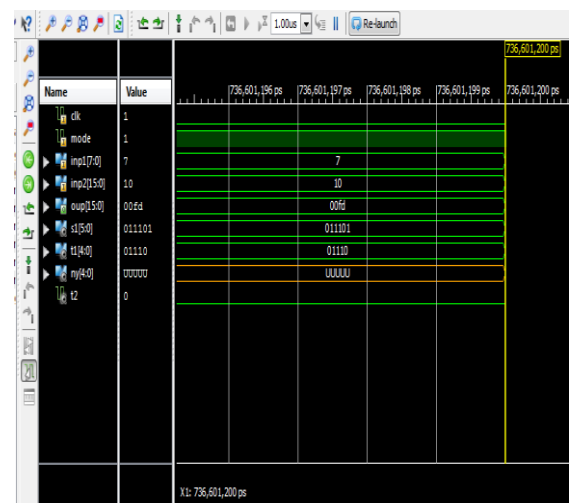 1.00us Re-launch
736,601,200 ps
Name Value
736,601,196 ps 736,601,197 ps 736,601,198 ps 736,601,199 ps 736,601,200 ps
clk 1
mode 1
inp1[7:0] 7 7
inp2[15:0] 10 10
oup[15:0] 00fd 00fd
s1[5:0] 011101 011101
t1[4:0] 01110 01110
ny[4:0] UUUUU UUUUU
t2 0
X1: 736,601,200 ps